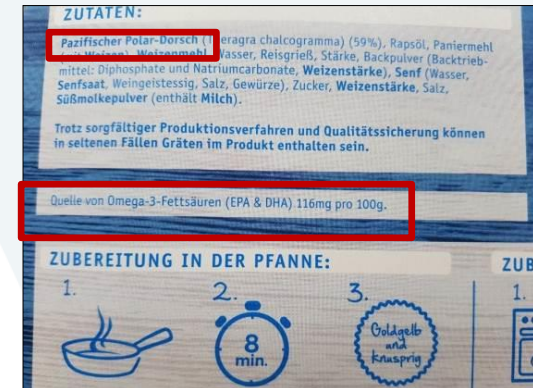 ZUTATEN:
Pazifischer Polar-Dorsch (Theragra chalcogramma) (59%), Rapsöl, Paniermehl
Weizen), Weizenmehl, Wasser, Reisgrieß, Stärke, Backpulver (Backtrieb-
mittel: Diphosphate und Natriumcarbonate, Weizenstärke), Senf (Wasser,
Senfsaat, Weingeistessig, Salz, Gewürze), Zucker, Weizenstärke, Salz,
Süßmolkepulver (enthält Milch).
Trotz sorgfältiger Produktionsverfahren und Qualitätssicherung können
in seltenen Fällen Gräten im Produkt enthalten sein.
Quelle von Omega-3-Fettsäuren (EPA & DHA) 116mg pro 100g.
ZUBEREITUNG IN DER PFANNE:
ZUB
1.
2.
3.
1.
8
min.
Goldgelb
und
knusprig